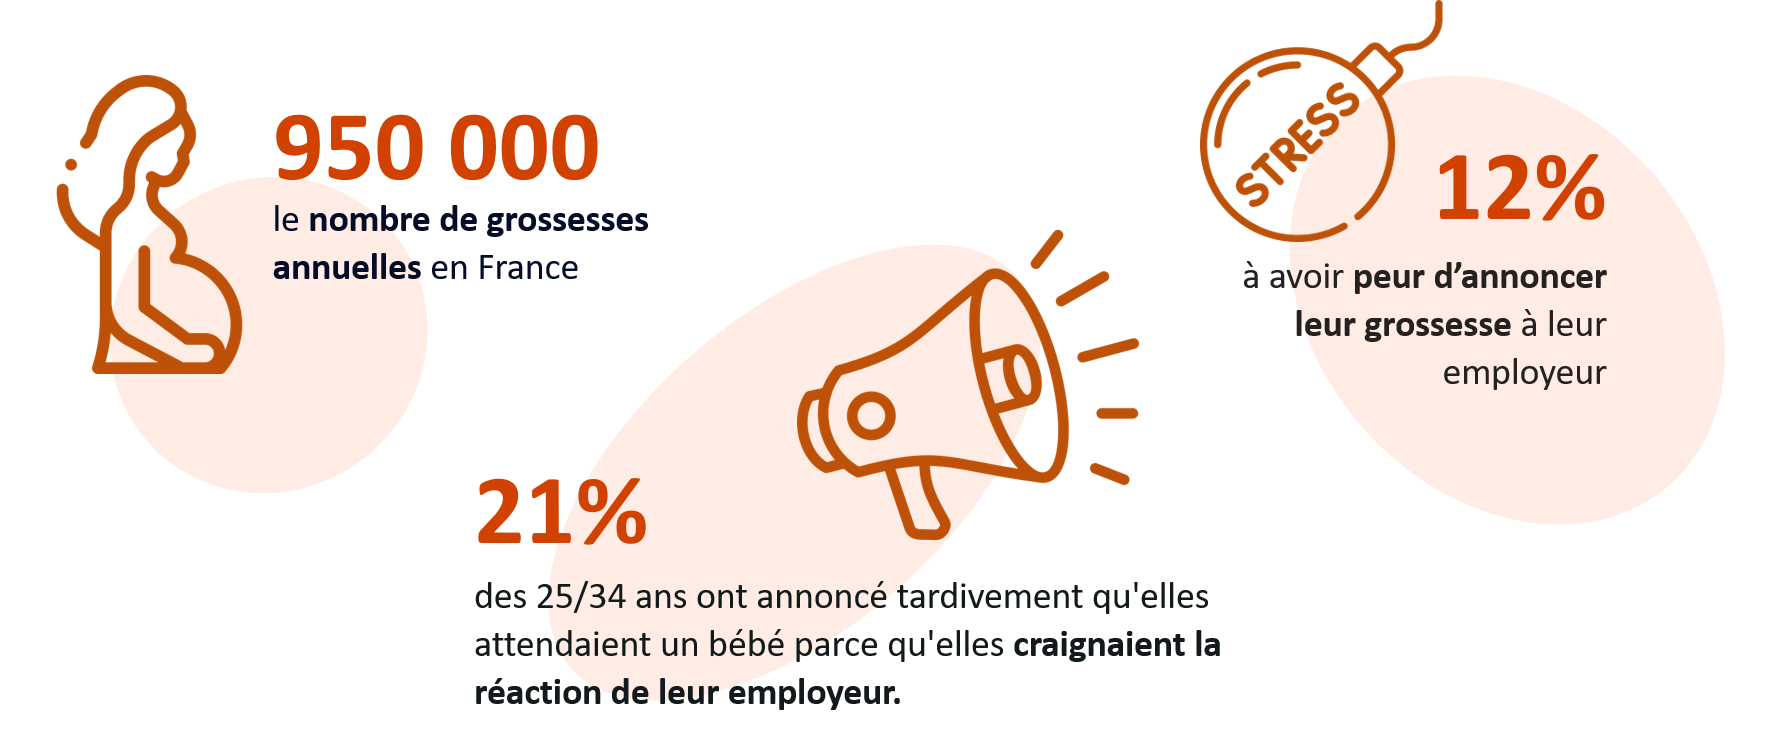 950 000
le nombre de grossesses
annuelles en France
STRESS
12%
à avoir peur d’annoncer
leur grossesse à leur
employeur
21%
des 25/34 ans ont annoncé tardivement qu'elles
attendaient un bébé parce qu'elles craignaient la
réaction de leur employeur.